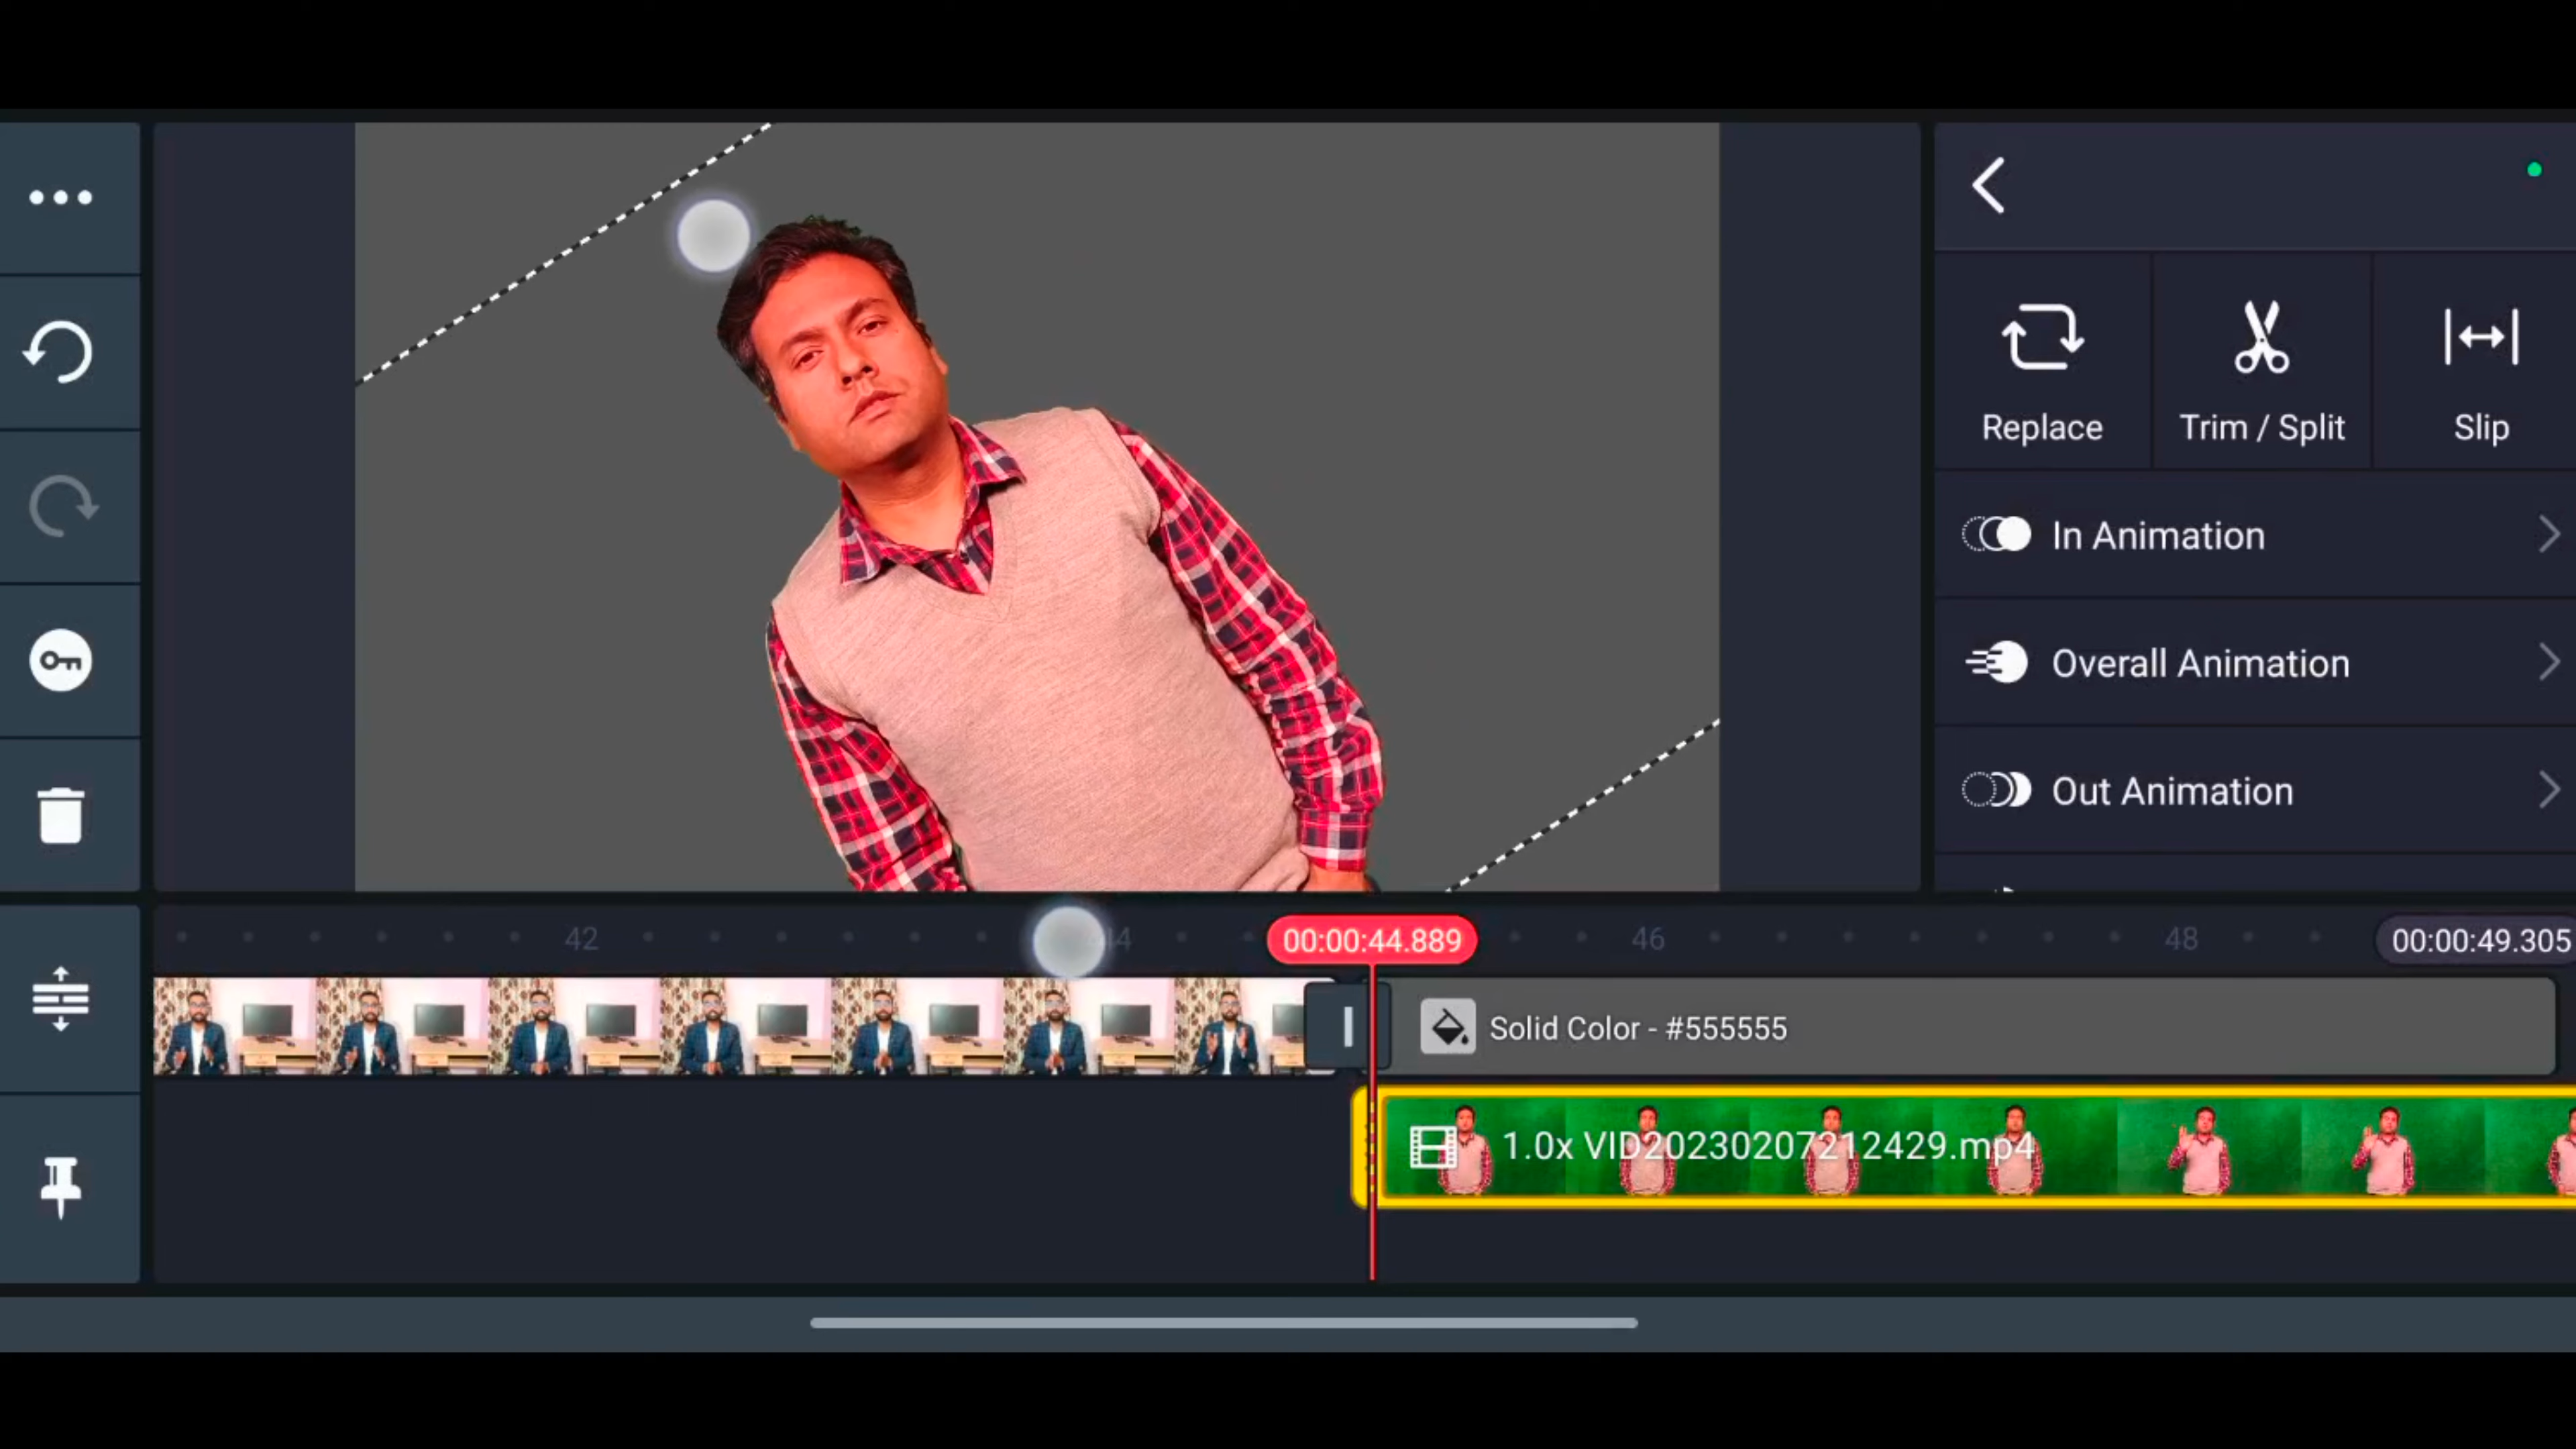 Replace
Trim / Split
Slip
In Animation
Overall Animation
Out Animation
42
00:00:44.889
46
48
00:00:49.305
Solid Color - #555555
1.0x VID20230207212429.mp4